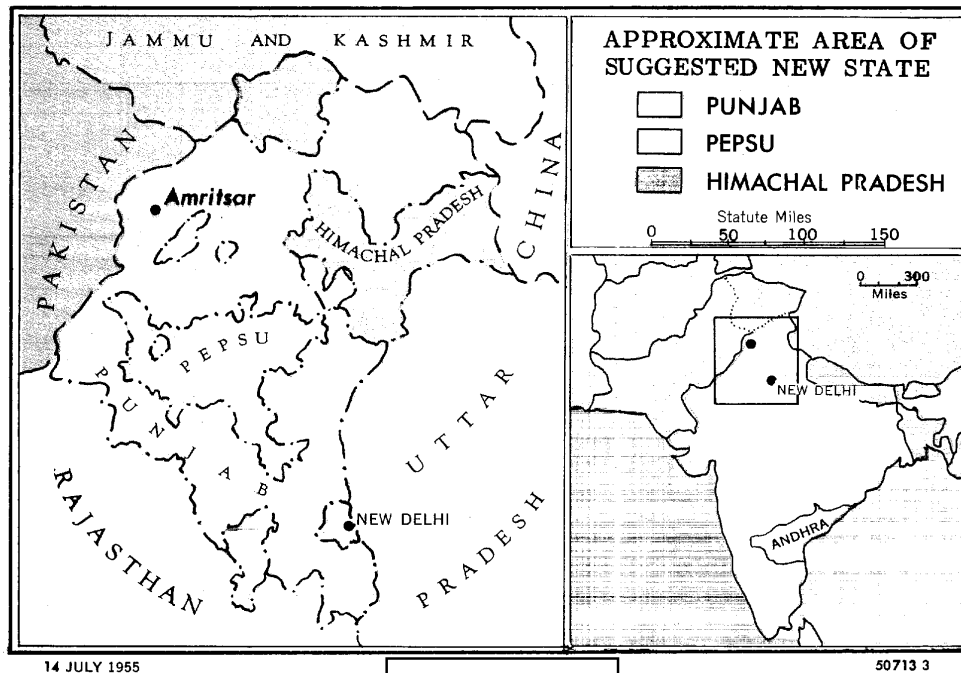 JAMMU AND KASHMIR
PAKISTAN
Amritsar
HIMACHAL PRADESH
CHINA
PEPSU
PUNJAB
UTTAR
PRADESH
RAJASTHAN
NEW DELHI
APPROXIMATE AREA OF
SUGGESTED NEW STATE
PUNJAB
PEPSU
HIMACHAL PRADESH
Statute Miles
0 50 100 150
0 300
Miles
NEW DELHI
ANDHRA
14 JULY 1955
50713 3